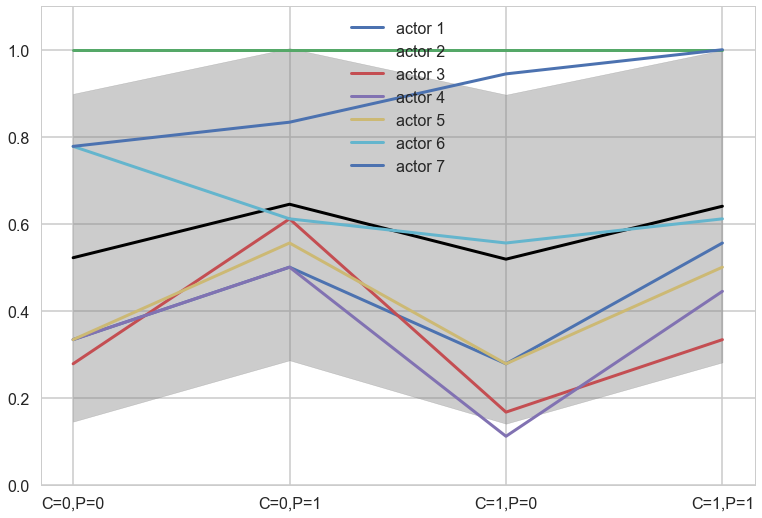 1.0
0.8
0.6
0.4
0.2
0.0
actor 1
actor 2
actor 3
actor 4
actor 5
actor 6
actor 7
C=0,P=0
C=0,P=1
C=1,P=0
C=1,P=1